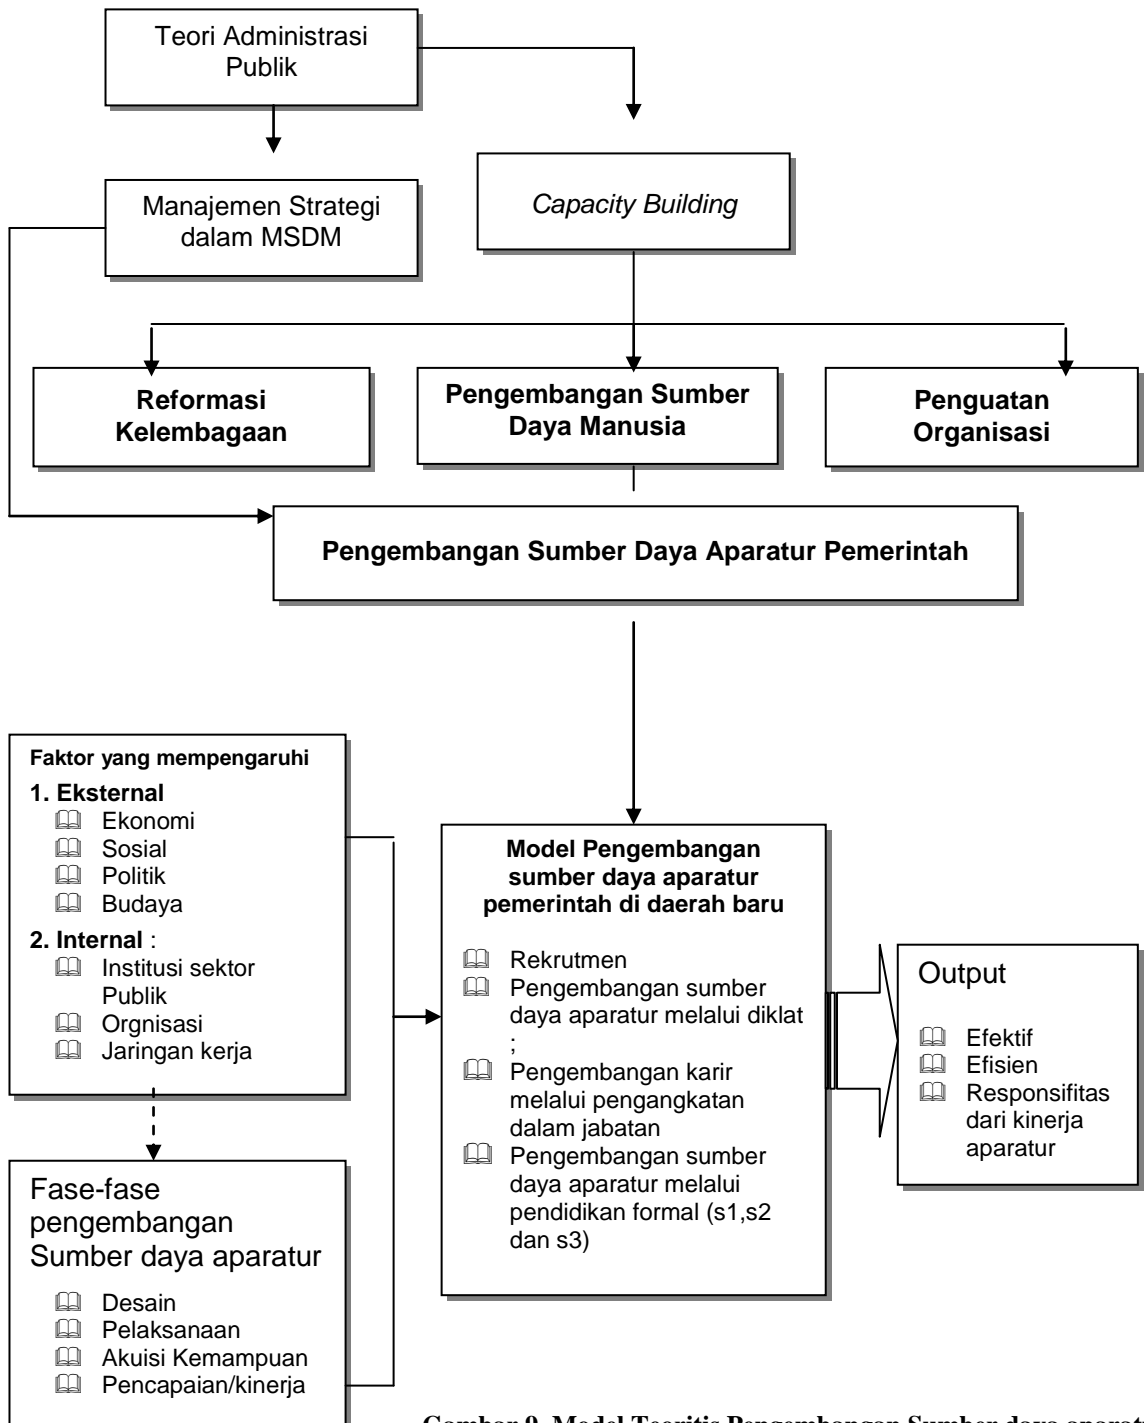 Teori Administrasi
Publik
Manajemen Strategi
dalam MSDM
Capacity Building
Reformasi
Kelembagaan
Pengembangan Sumber
Daya Manusia
Penguatan
Organisasi
Pengembangan Sumber Daya Aparatur Pemerintah
Faktor yang mempengaruhi
1. Eksternal
Ekonomi
Sosial
Politik
Budaya
2. Internal :
Institusi sektor
Publik
Orgnisasi
Jaringan kerja
Fase-fase
pengembangan
Sumber daya aparatur
Desain
Pelaksanaan
Akuisi Kemampuan
Pencapaian/kinerja
Model Pengembangan
sumber daya aparatur
pemerintah di daerah baru
Rekrutmen
Pengembangan sumber
daya aparatur melalui diklat
;
Pengembangan karir
melalui pengangkatan
dalam jabatan
Pengembangan sumber
daya aparatur melalui
pendidikan formal (s1,s2
dan s3)
Output
Efektif
Efisien
Responsifitas
dari kinerja
aparatur
Gambar 9. Model Teoritis Pengembangan Sumber daya